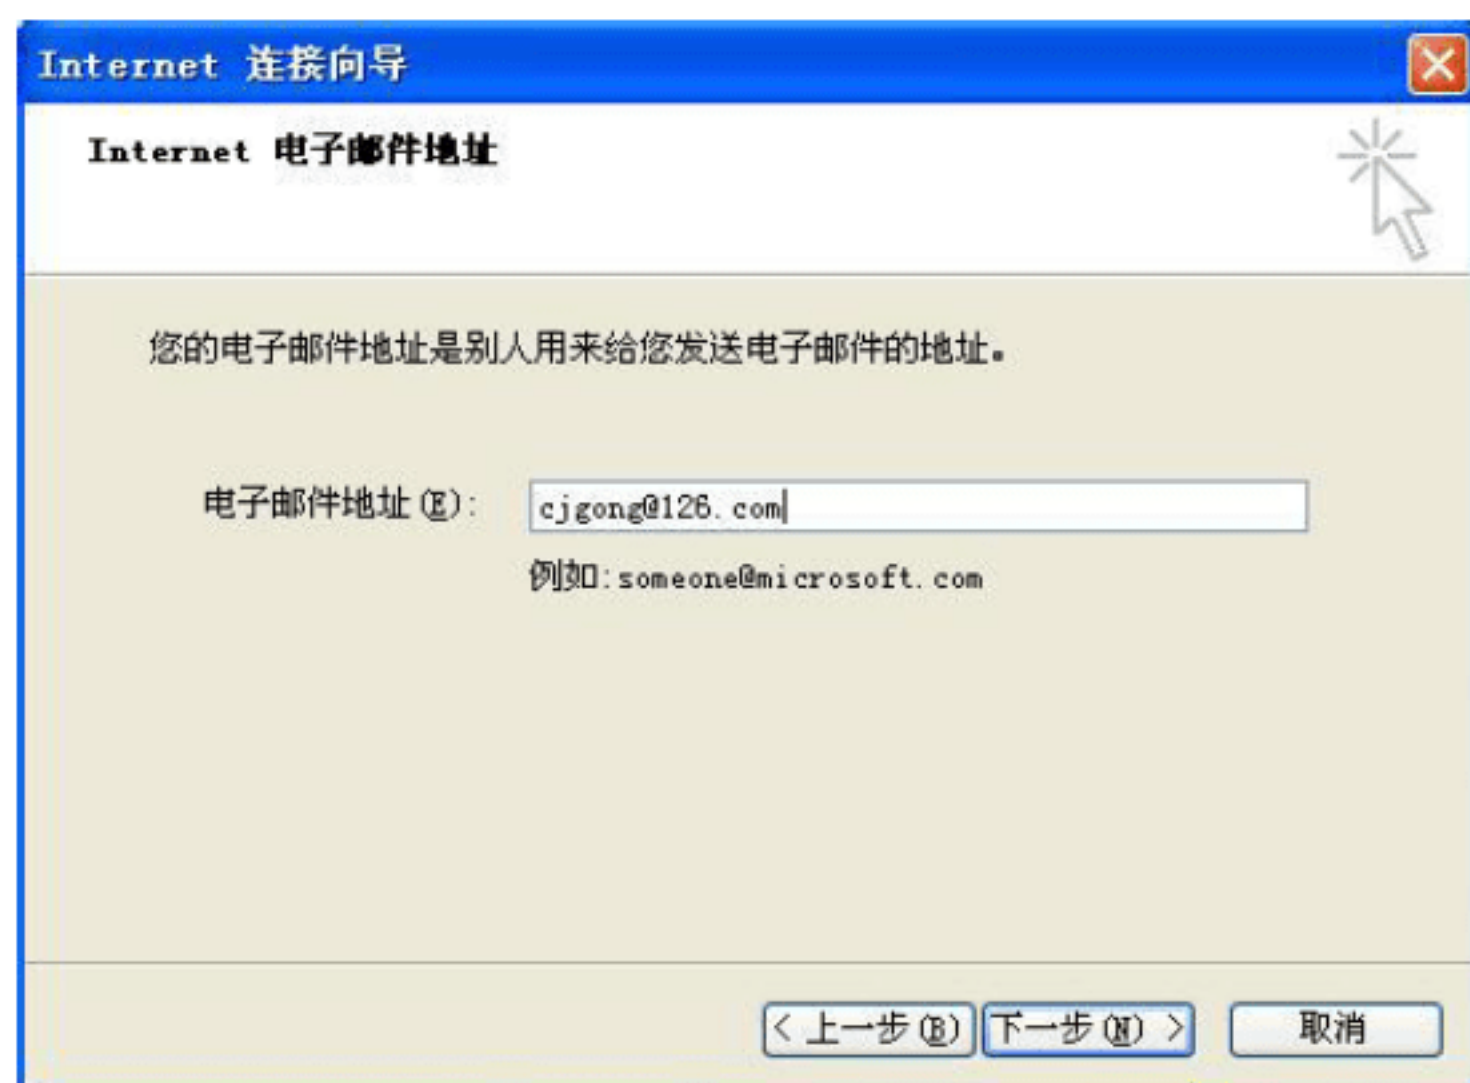 Internet 连接向导
Internet 电子邮件地址
您的电子邮件地址是别人用来给您发送电子邮件的地址。
电子邮件地址(E): cjgong@126.com
例如:someone@microsoft.com
< 上一步(B) 下一步(N) > 取消